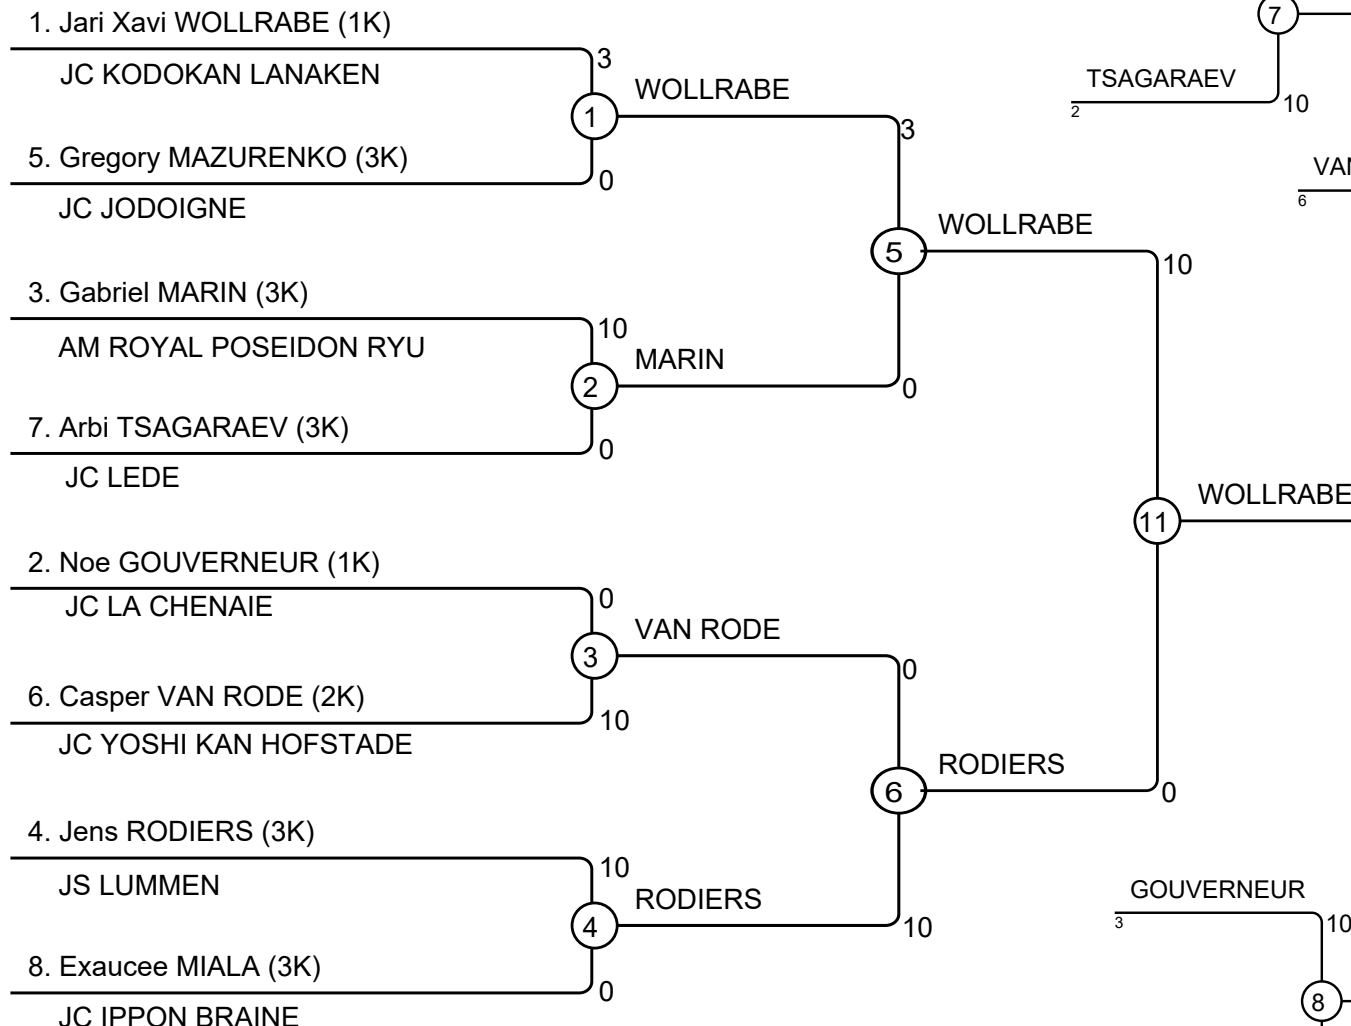 1. Jari Xavi WOLLRABE (1K)
JC KODOKAN LANAKEN
3
1
WOLLRABE
5. Gregory MAZURENKO (3K)
0
JC JODOIGNE
3
5
WOLLRABE
3. Gabriel MARIN (3K)
10
AM ROYAL POSEIDON RYU
2
MARIN
0
7. Arbi TSAGARAEV (3K)
0
JC LEDE
10
11
WOLLRABE
2. Noe GOUVERNEUR (1K)
0
JC LA CHENAIE
3
VAN RODE
0
6. Casper VAN RODE (2K)
10
JC YOSHI KAN HOFSTADE
6
RODIERS
0
4. Jens RODIERS (3K)
10
JS LUMMEN
4
RODIERS
10
8. Exaucee MIALA (3K)
0
JC IPPON BRAINE
7
TSAGARAEV
2
10
6
GOUVERNEUR
3
10
8